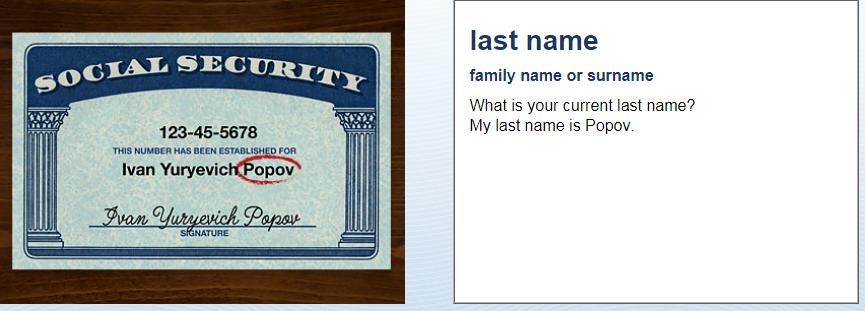 SOCIAL SECURITY
123-45-5678
THIS NUMBER HAS BEEN ESTABLISHED FOR
Ivan Yuryevich Popov
Ivan Yuryevich Popov
SIGNATURE
last name
family name or surname
What is your current last name?
My last name is Popov.